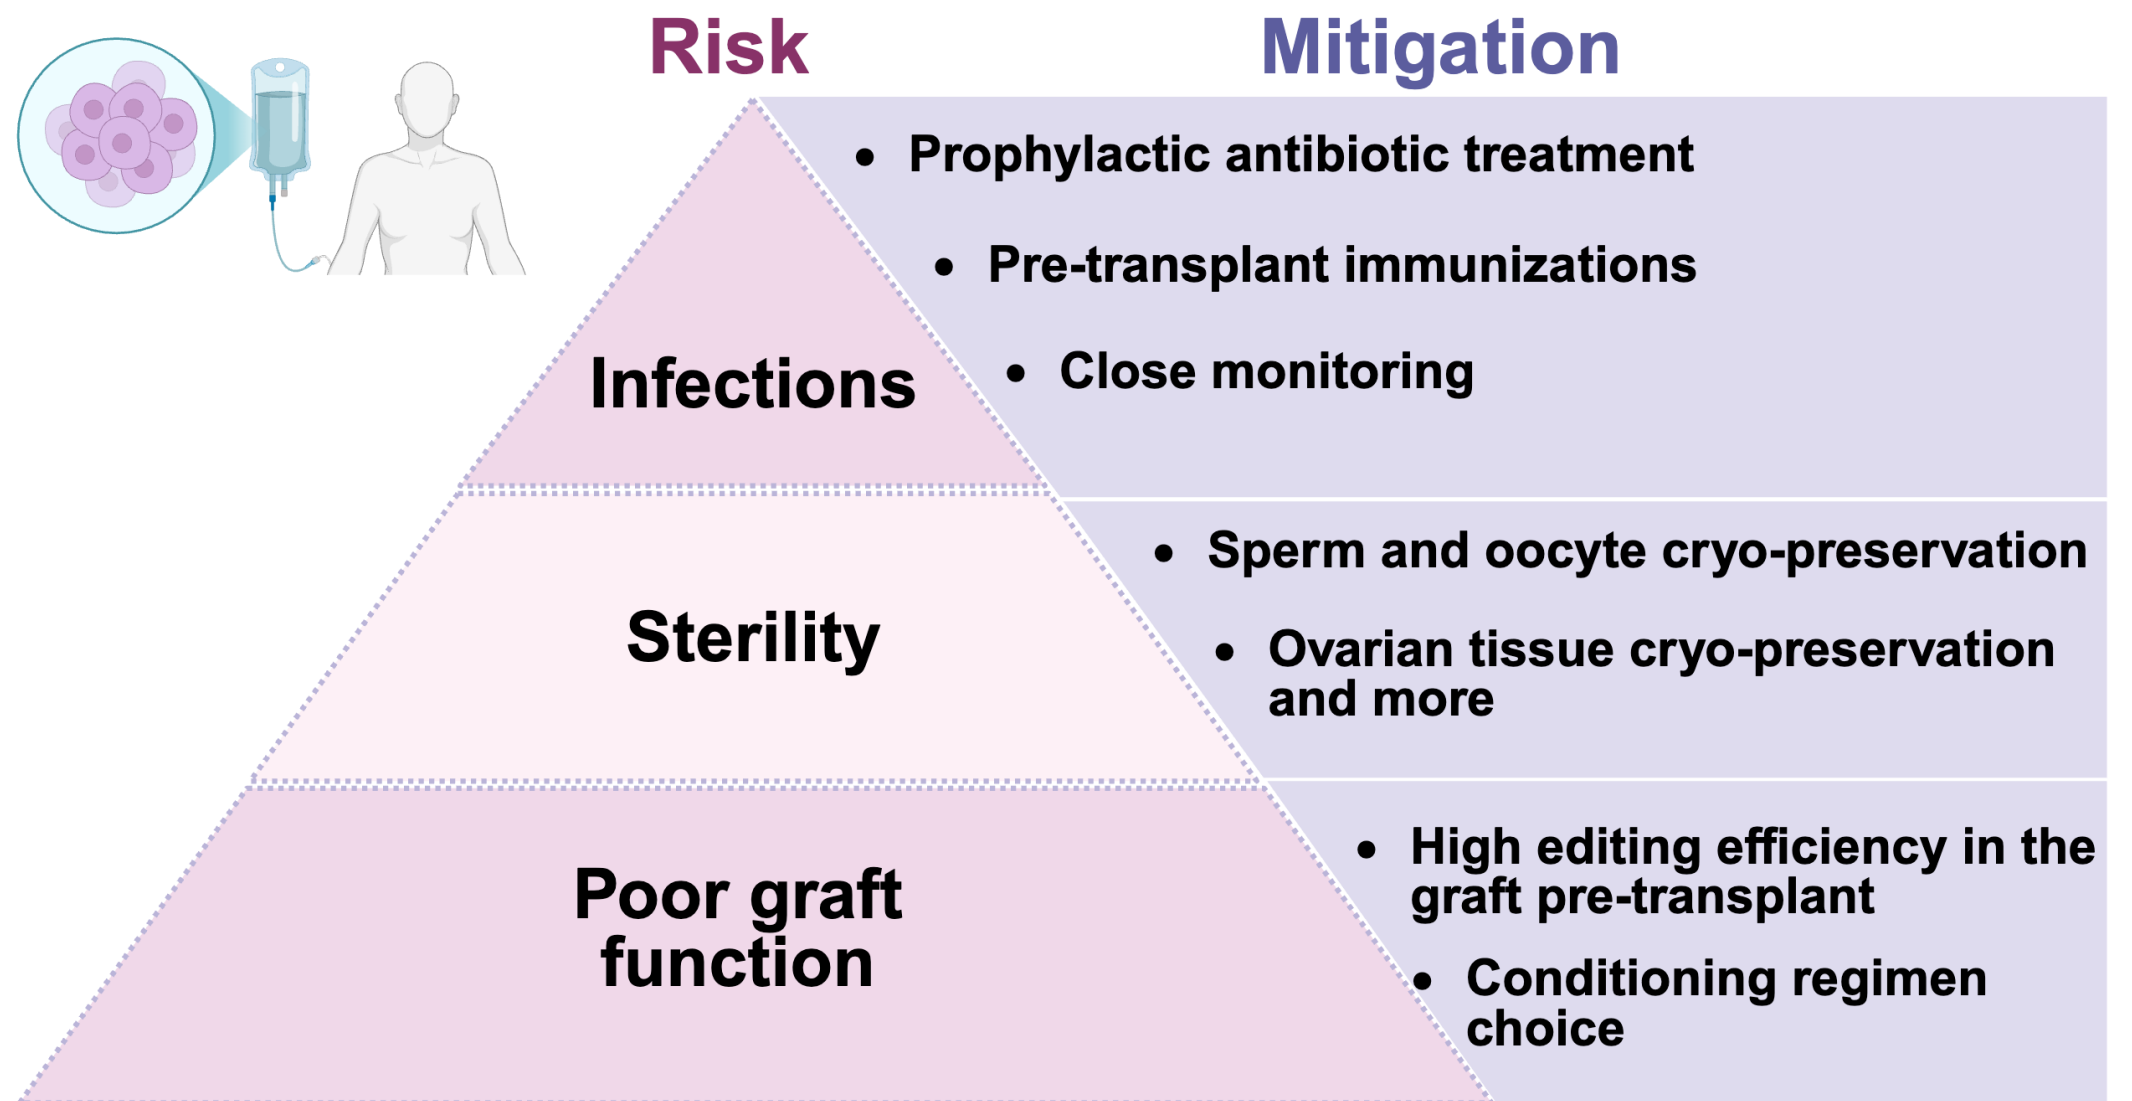 Risk
Mitigation
Infections
• Prophylactic antibiotic treatment
• Pre-transplant immunizations
• Close monitoring
Sterility
• Sperm and oocyte cryo-preservation
• Ovarian tissue cryo-preservation
and more
Poor graft
function
• High editing efficiency in the
graft pre-transplant
• Conditioning regimen
choice